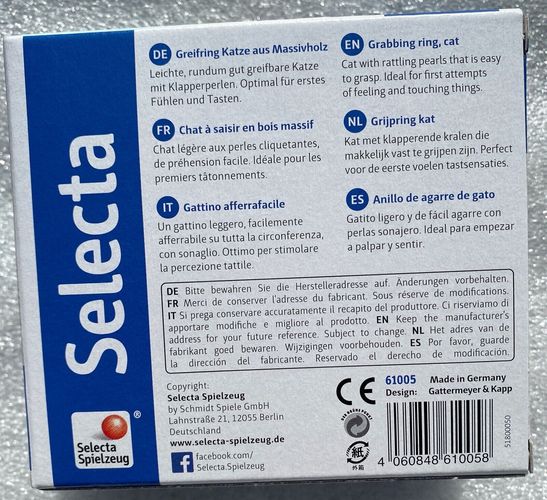 Selecta
DE Greifring Katze aus Massivholz
Leichte, rundum gut greifbare Katze
mit Klapperperlen. Optimal für erstes
Fühlen und Tasten.
EN Grabbing ring, cat
Cat with rattling pearls that is easy
to grasp. Ideal for first attempts
of feeling and touching things.
FR Chat à saisir en bois massif
Chat légère aux perles cliquetantes,
de préhension facile. Idéale pour les
premiers tâtonnements.
NL Grijpring kat
Kat met klapperende kralen die
makkelijk vast te grijpen zijn. Perfect
voor de eerste voelen tastsensaties.
IT Gattino afferrafacile
Un gattino leggero, facilmente
afferrabile su tutta la circonferenza,
con sonaglio. Ottimo per stimolare
la percezione tattile.
ES Anillo de agarre de gato
Gatito ligero y de fácil agarre con
perlas sonajero. Ideal para empezar
a palpar y sentir.
DE Bitte bewahren Sie die Herstelleradresse auf. Änderungen vorbehalten.
FR Merci de conserver l'adresse du fabricant. Sous réserve de modifications.
IT Si prega conservare accuratamente il recapito del produttore. Ci riserviamo di
apportare modifiche e migliore al prodotto. EN Keep the manufacturer's
address for your future reference. Subject to change. NL Het adres van de
fabrikant goed bewaren. Wijzigingen voorbehouden. ES Por favor, guarde
la dirección del fabricante. Reservado el derecho de modificación.
Selecta
Spielzeug
®
Copyright:
Selecta Spielzeug
by Schmidt Spiele GmbH
Lahnstraße 21, 12055 Berlin
Deutschland
www.selecta-spielzeug.de
f facebook.com/
Selecta.Spielzeug
CE
DER GRÜNE PUNKT
紙
外箱
61005 Made in Germany
Design: Gattermeyer & Kapp
4 060848 610058
51800050